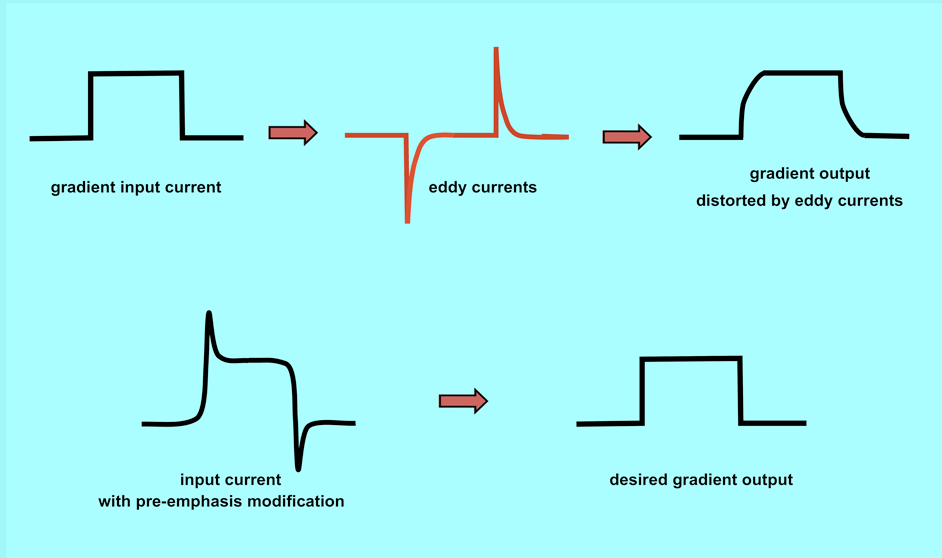 gradient input current
eddy currents
gradient output
distorted by eddy currents
input current
with pre-emphasis modification
desired gradient output